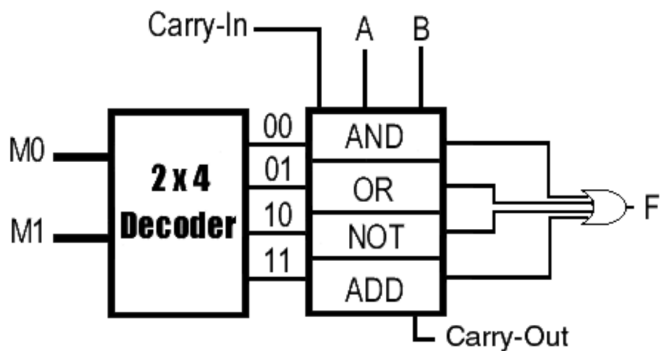 Carry-In
A
B
M0
M1
2 x 4
Decoder
00
01
10
11
AND
OR
NOT
ADD
F
Carry-Out